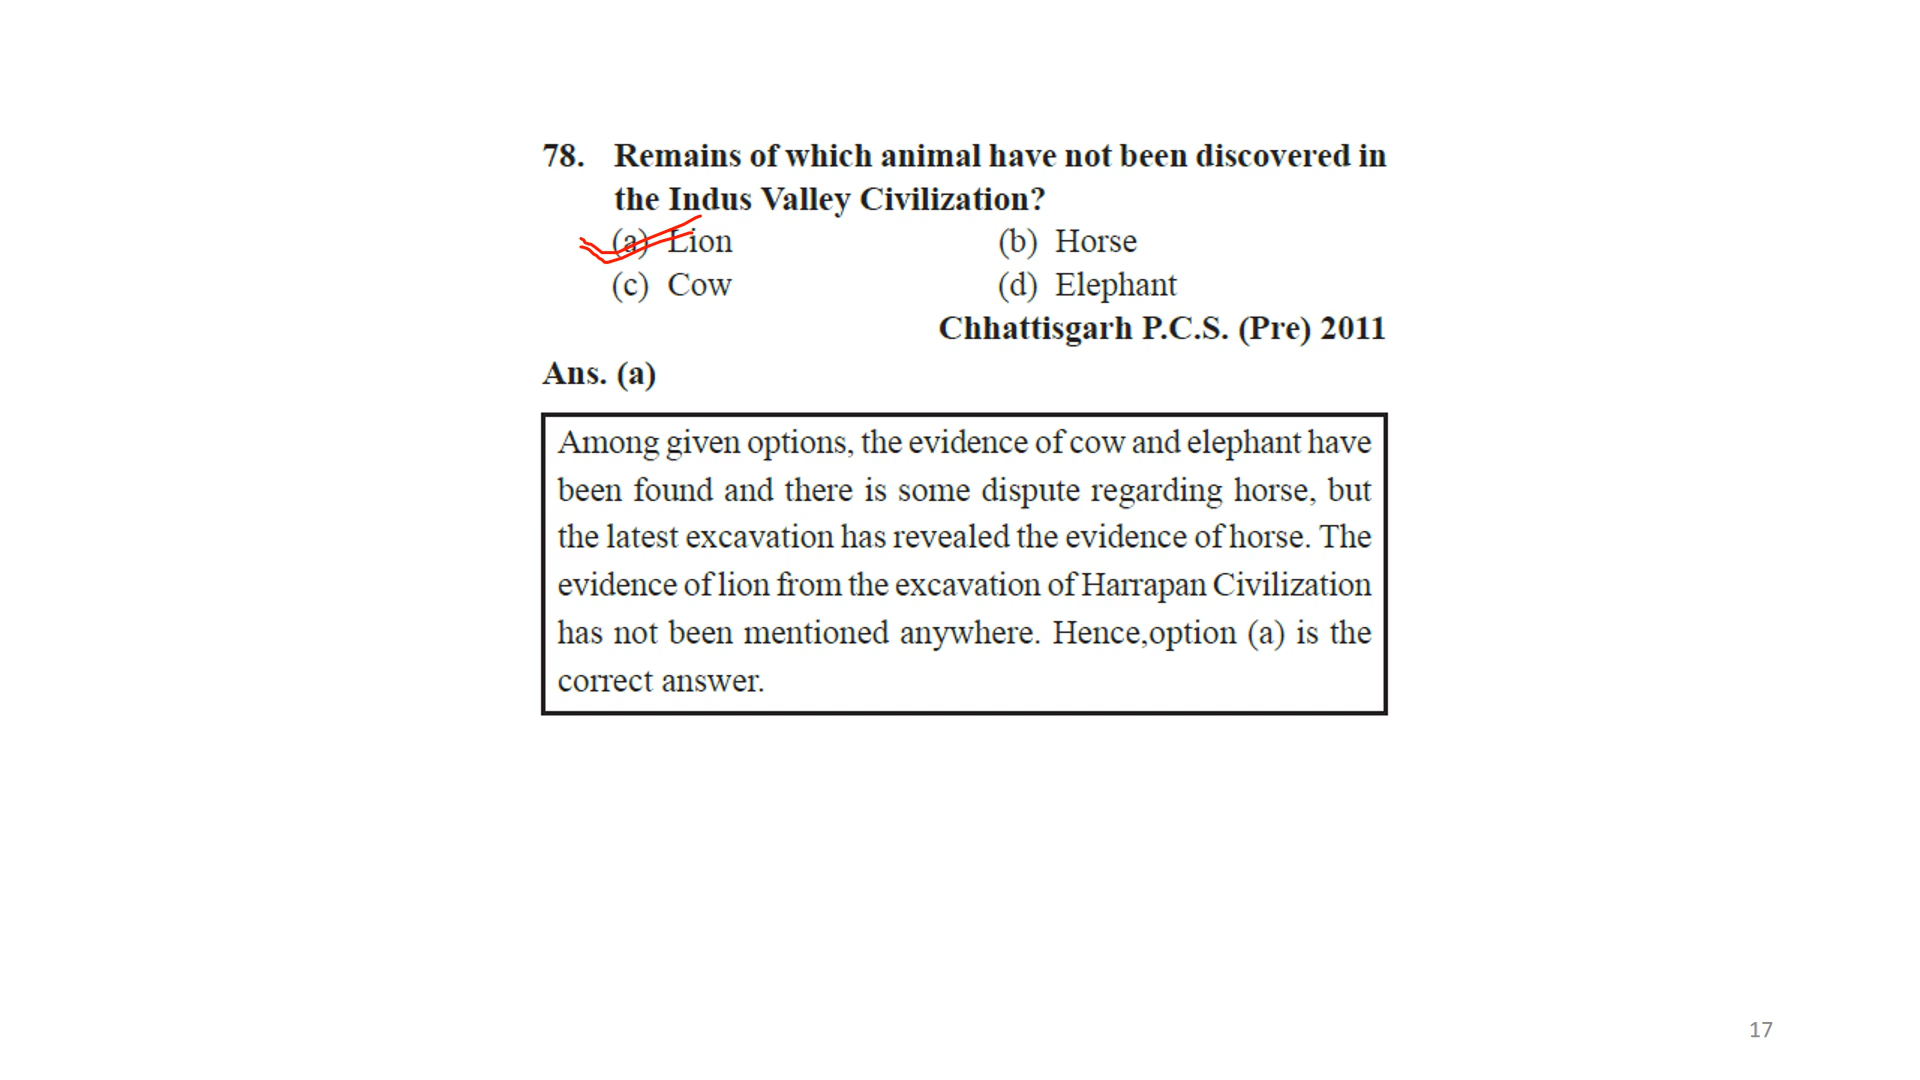 78. Remains of which animal have not been discovered in
the Indus Valley Civilization?
(a) Lion (b) Horse
(c) Cow (d) Elephant
Chhattisgarh P.C.S. (Pre) 2011
Ans. (a)
Among given options, the evidence of cow and elephant have
been found and there is some dispute regarding horse, but
the latest excavation has revealed the evidence of horse. The
evidence of lion from the excavation of Harrapan Civilization
has not been mentioned anywhere. Hence,option (a) is the
correct answer.
17